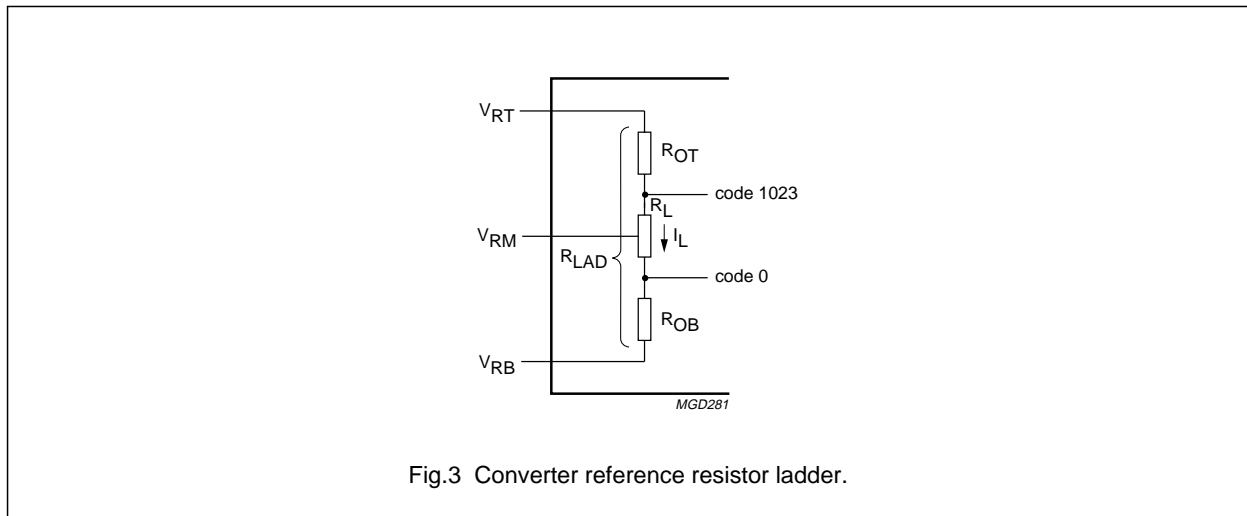 VRT
ROT
code 1023
RL
VRM
IL
RLAD
code 0
ROB
VRB
MGD281
Fig.3 Converter reference resistor ladder.